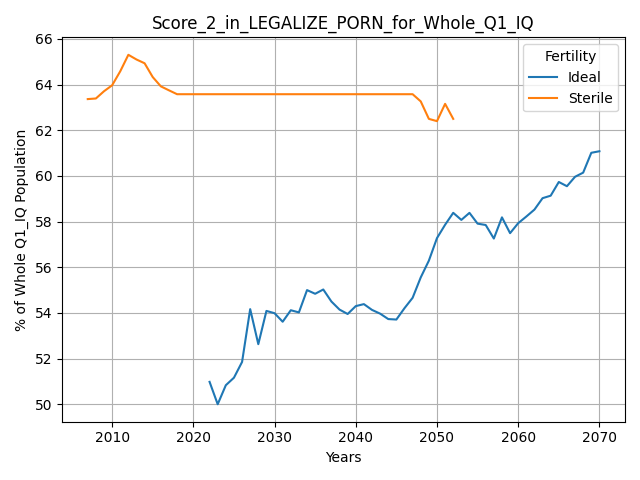 Score_2_in_LEGALIZE_PORN_for_Whole_Q1_IQ
% of Whole Q1_IQ Population
66
64
62
60
58
56
54
52
50
Fertility
Ideal
Sterile
2010 2020 2030 2040 2050 2060 2070
Years